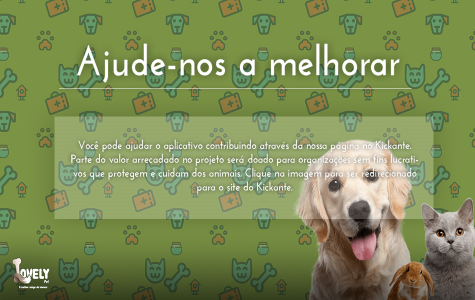 Ajude-nos a melhorar
Você pode ajudar o aplicativo contribuindo através da nossa página no Kickante.
Parte do valor arrecadado no projeto será doado para organizações sem fins lucrati-
vos que protegem e cuidam dos animais. Clique na imagem para ser redirecionado
para o site do Kickante.
LOVELY
Pet